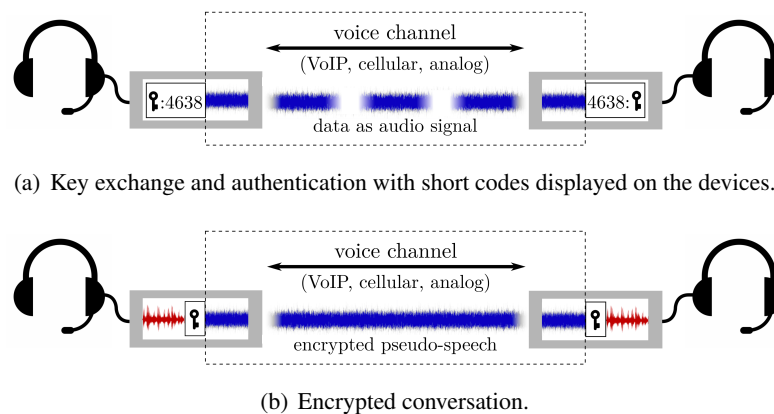 voice channel
(VoIP, cellular, analog)
:4638
4638:
data as audio signal
(a) Key exchange and authentication with short codes displayed on the devices.
voice channel
(VoIP, cellular, analog)
encrypted pseudo-speech
(b) Encrypted conversation.